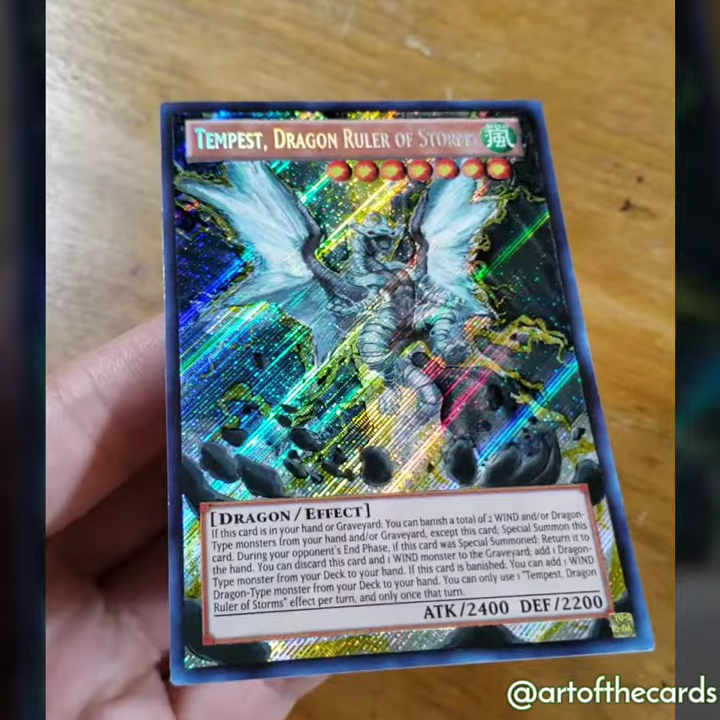 TEMPEST, DRAGON RULER OF STORMS 風
[DRAGON/EFFECT]
If this card is in your hand or Graveyard: You can banish a total of 2 WIND and/or Dragon-
Type monsters from your hand and/or Graveyard, except this card; Special Summon this
card. During your opponent's End Phase, if this card was Special Summoned: Return it to
the hand. You can discard this card and 1 WIND monster to the Graveyard; add 1 Dragon-
Type monster from your Deck to your hand. If this card is banished: You can add 1 WIND
Dragon-Type monster from your Deck to your hand. You can only use 1 "Tempest, Dragon
Ruler of Storms" effect per turn, and only once that turn.
ATK/2400 DEF/2200
@artofthecards